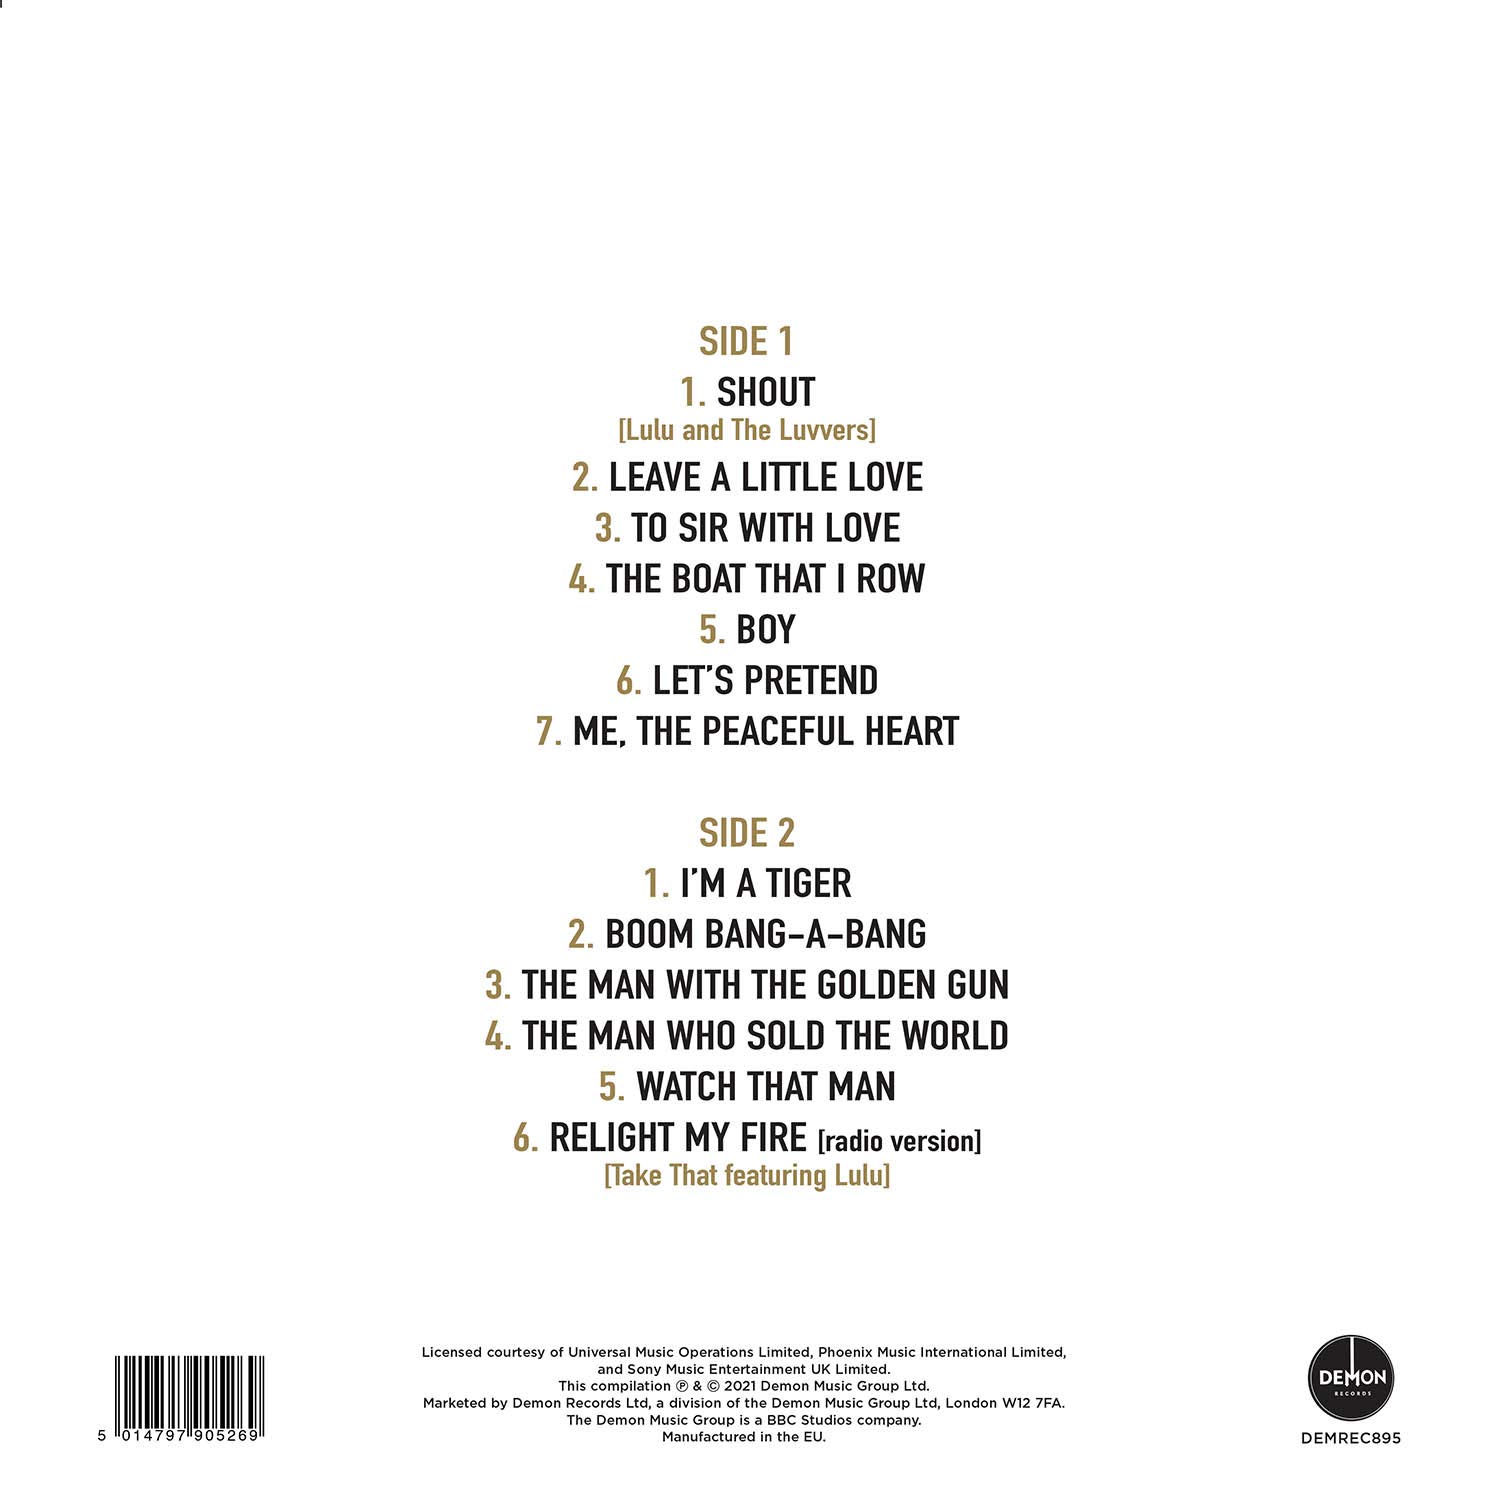 SIDE 1
1. SHOUT
[Lulu and The Luvvers]
2. LEAVE A LITTLE LOVE
3. TO SIR WITH LOVE
4. THE BOAT THAT I ROW
5. BOY
6. LET'S PRETEND
7. ME, THE PEACEFUL HEART
SIDE 2
1. I'M A TIGER
2. BOOM BANG-A-BANG
3. THE MAN WITH THE GOLDEN GUN
4. THE MAN WHO SOLD THE WORLD
5. WATCH THAT MAN
6. RELIGHT MY FIRE [radio version]
[Take That featuring Lulu]
5 014797 905269
Licensed courtesy of Universal Music Operations Limited, Phoenix Music International Limited,
and Sony Music Entertainment UK Limited.
This compilation ℗ & © 2021 Demon Music Group Ltd.
Marketed by Demon Records Ltd, a division of the Demon Music Group Ltd, London W12 7FA.
The Demon Music Group is a BBC Studios company.
Manufactured in the EU.
DEMON
RECORDS
DEMREC895